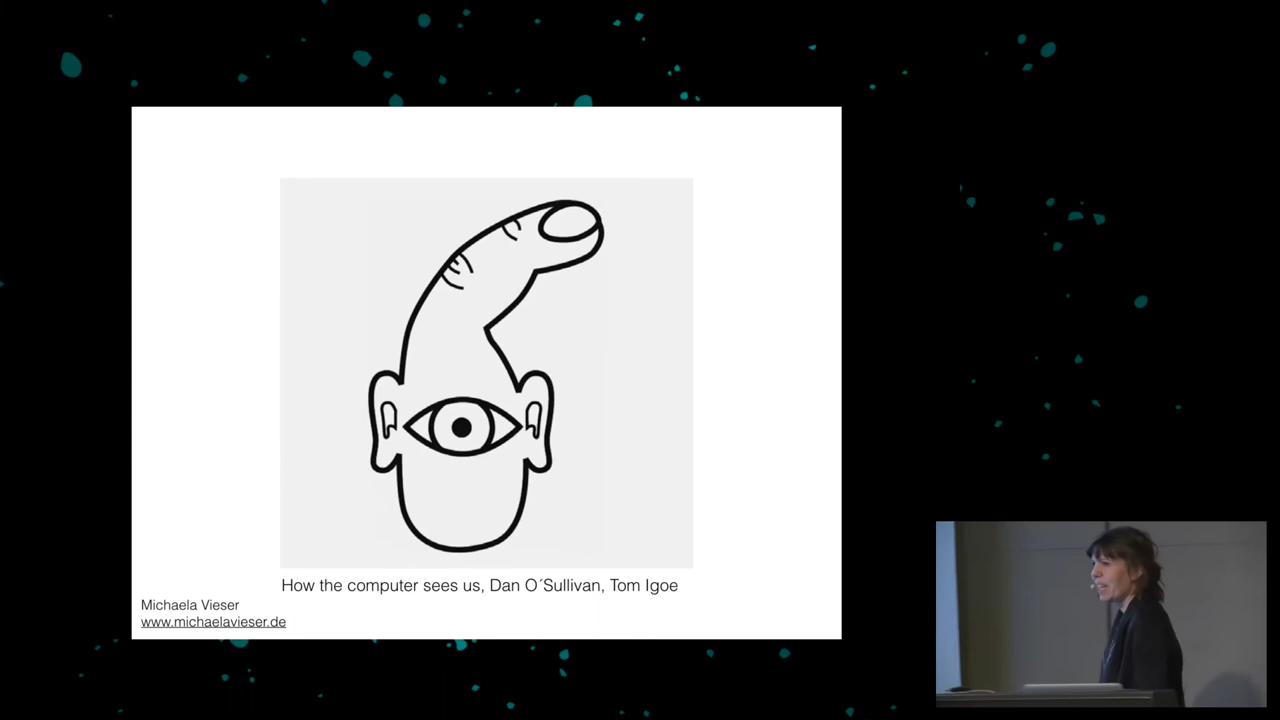 How the computer sees us, Dan O´Sullivan, Tom Igoe
Michaela Vieser
www.michaelavieser.de